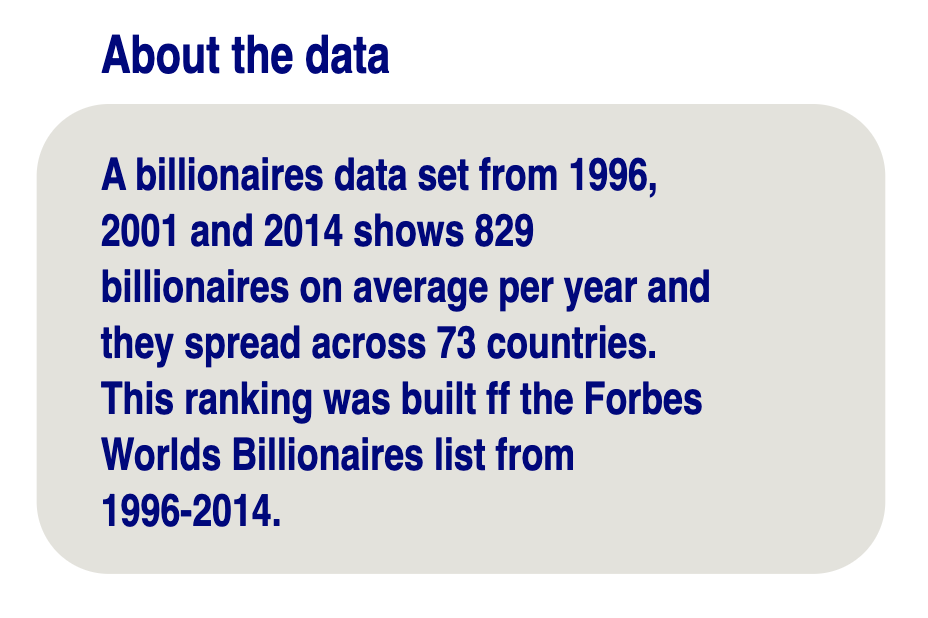 About the data
A billionaires data set from 1996,
2001 and 2014 shows 829
billionaires on average per year and
they spread across 73 countries.
This ranking was built ff the Forbes
Worlds Billionaires list from
1996-2014.